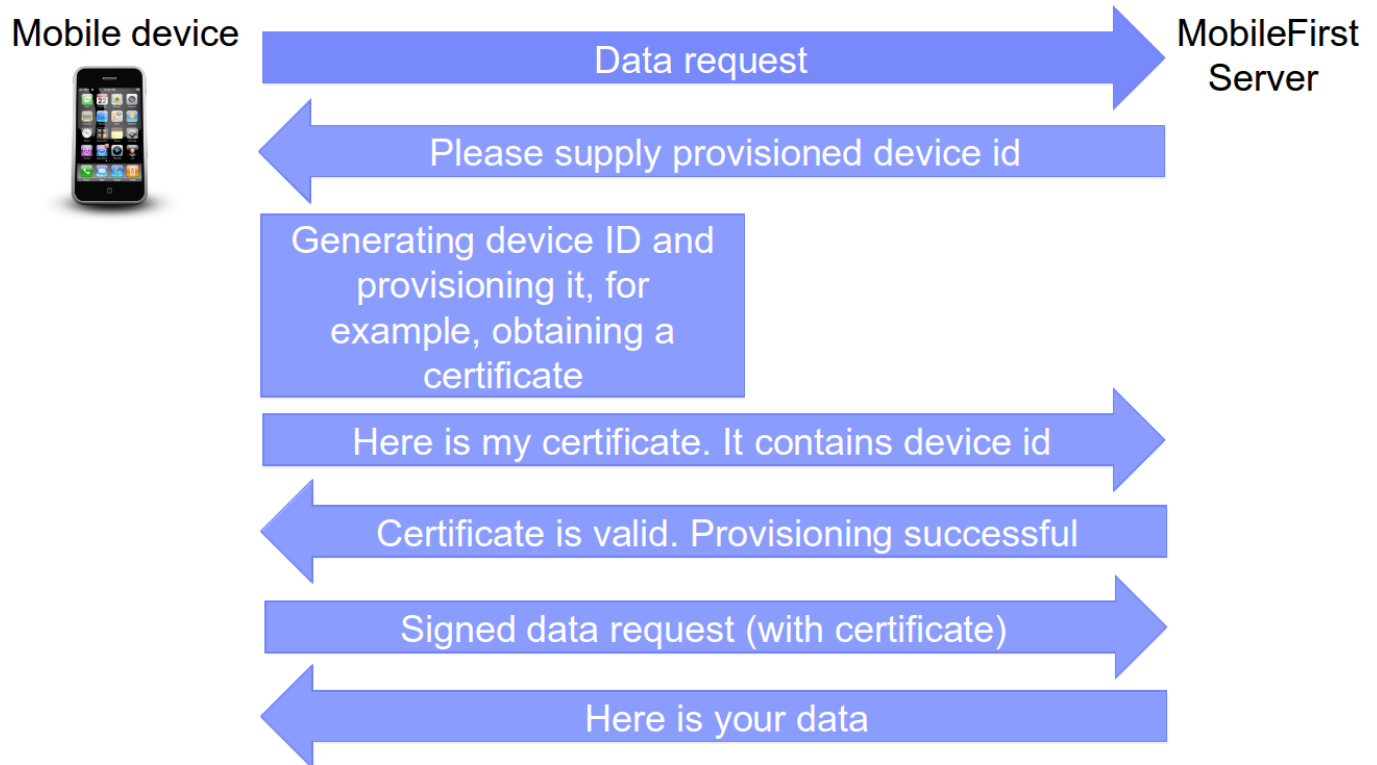 Mobile device
MobileFirst
Server
Data request
Please supply provisioned device id
Generating device ID and
provisioning it, for
example, obtaining a
certificate
Here is my certificate. It contains device id
Certificate is valid. Provisioning successful
Signed data request (with certificate)
Here is your data